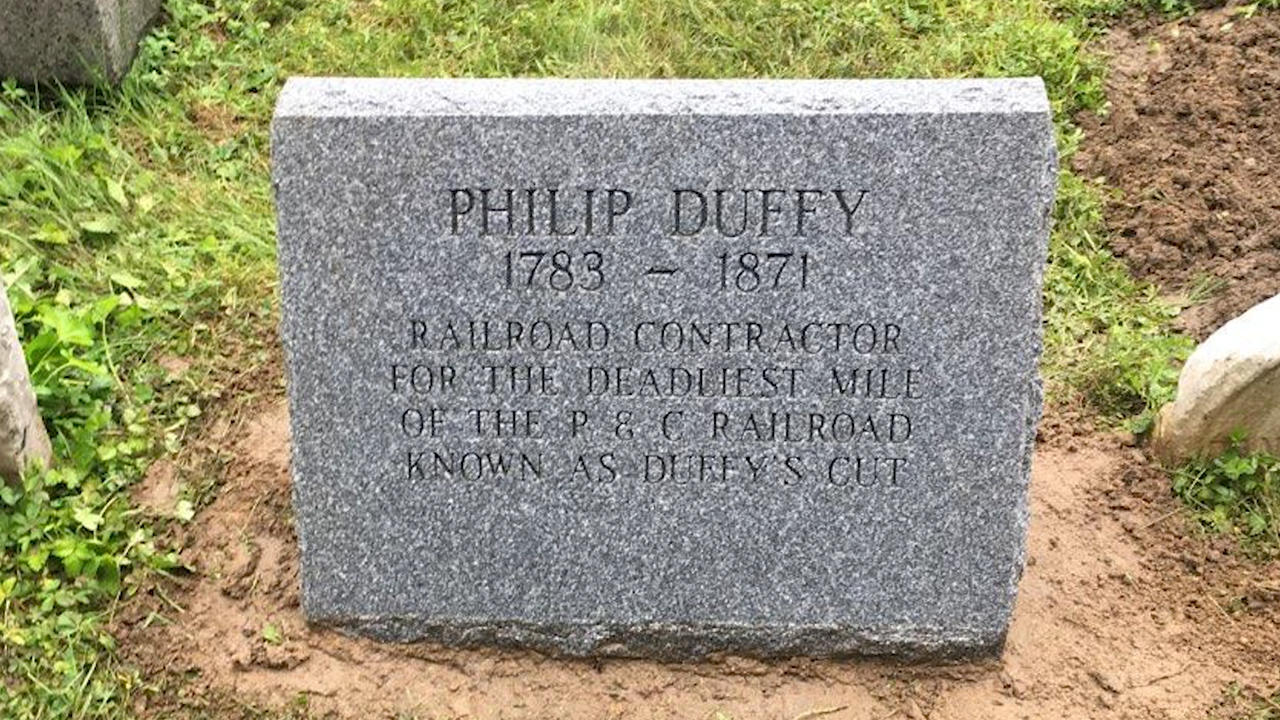 PHILIP DUFFY
1783 - 1871
RAILROAD CONTRACTOR
FOR THE DEADLIEST MILE
OF THE P & C RAILROAD
KNOWN AS DUFFY'S CUT